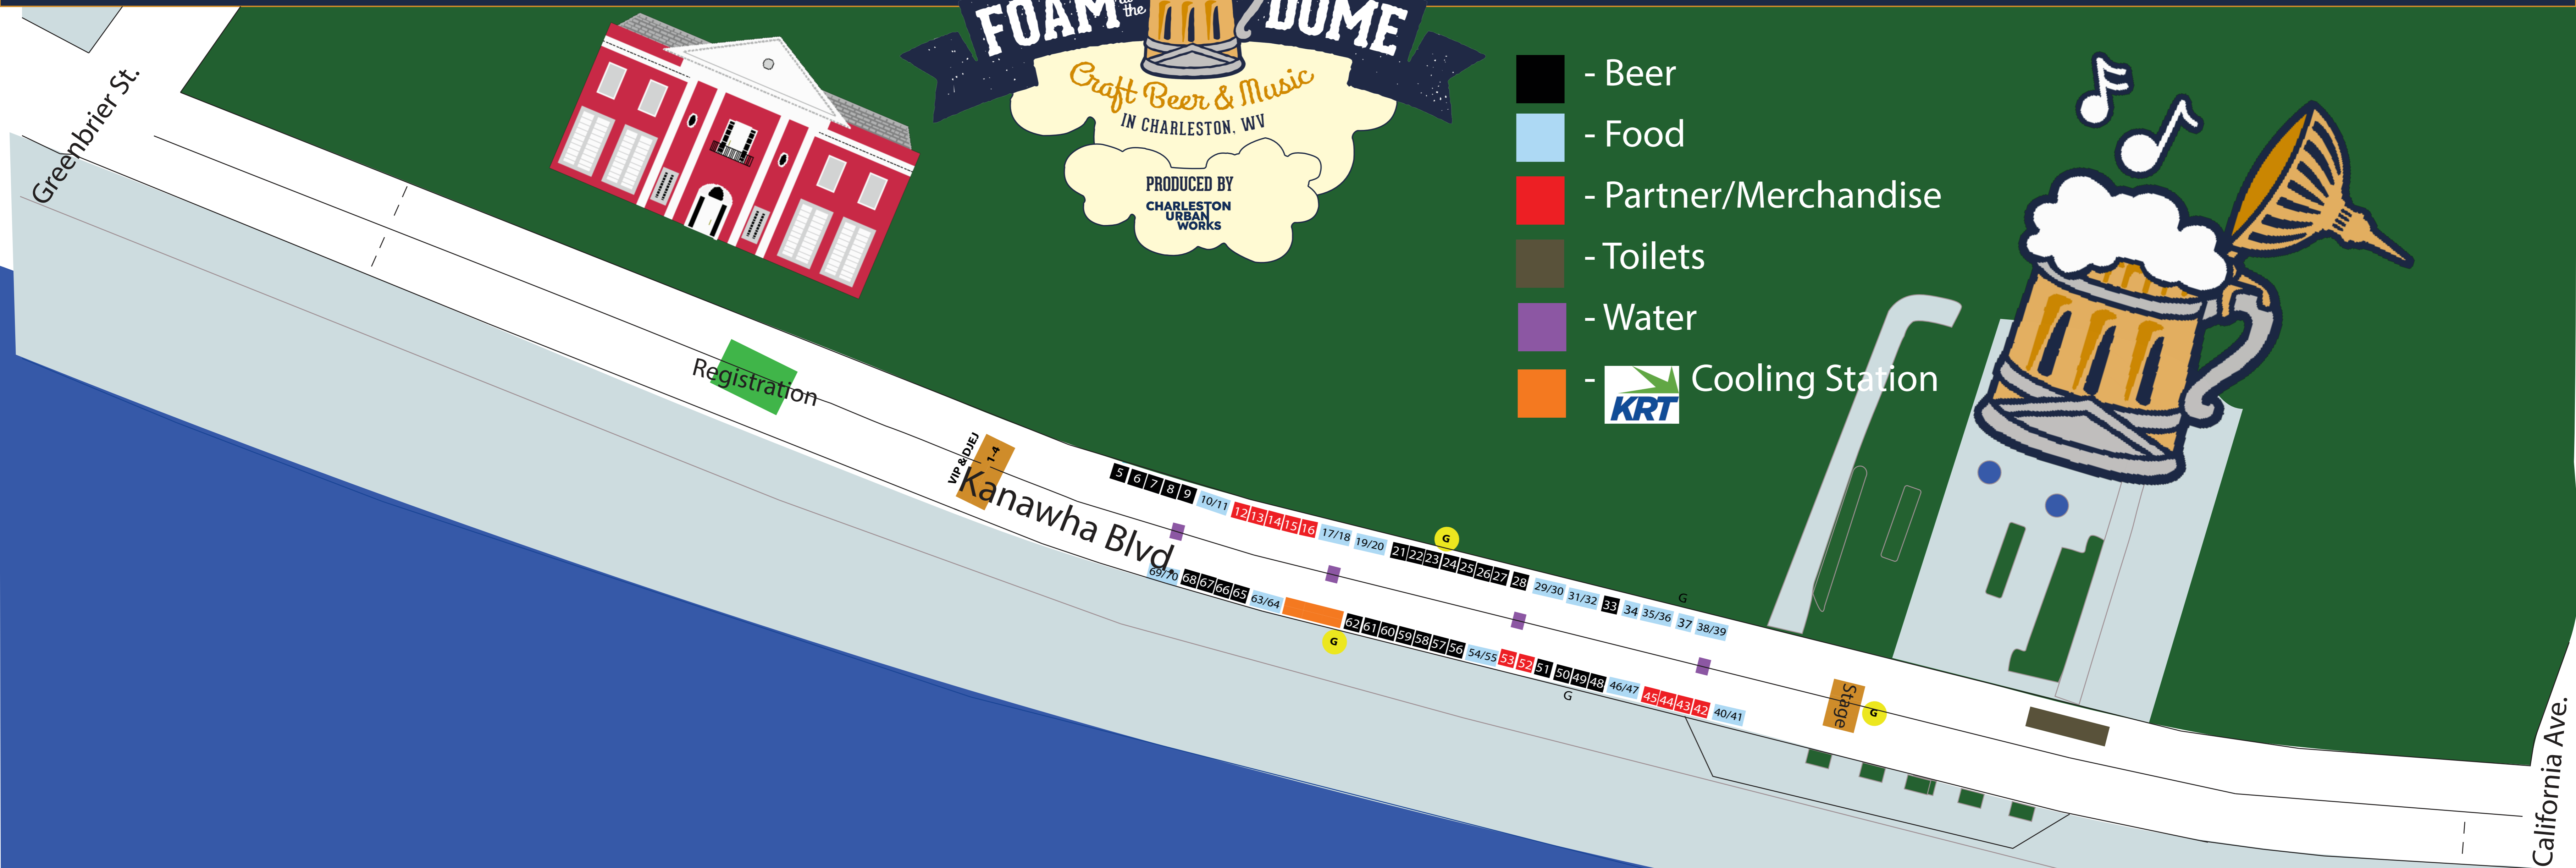 FOAM
at
the
DOME
Craft Beer & Music
IN CHARLESTON, WV
PRODUCED BY
CHARLESTON
URBAN
WORKS
- Beer
- Food
- Partner/Merchandise
- Toilets
- Water
- KRT Cooling Station
Greenbrier St.
Registration
VIP & DJEJ
1-4
Kanawha Blvd.
5 6 7 8 9 10/11 12 13 14 15 16 17/18 19/20 21 22 23 24 25 26 27 28 29/30 31/32 33 34 35/36 37 38/39
G
G
69/70 68 67 66 65 63/64 62 61 60 59 58 57 56 54/55 53 52 51 50 49 48 46/47 45 44 43 42 40/41
G
G
Stage
G
California Ave.